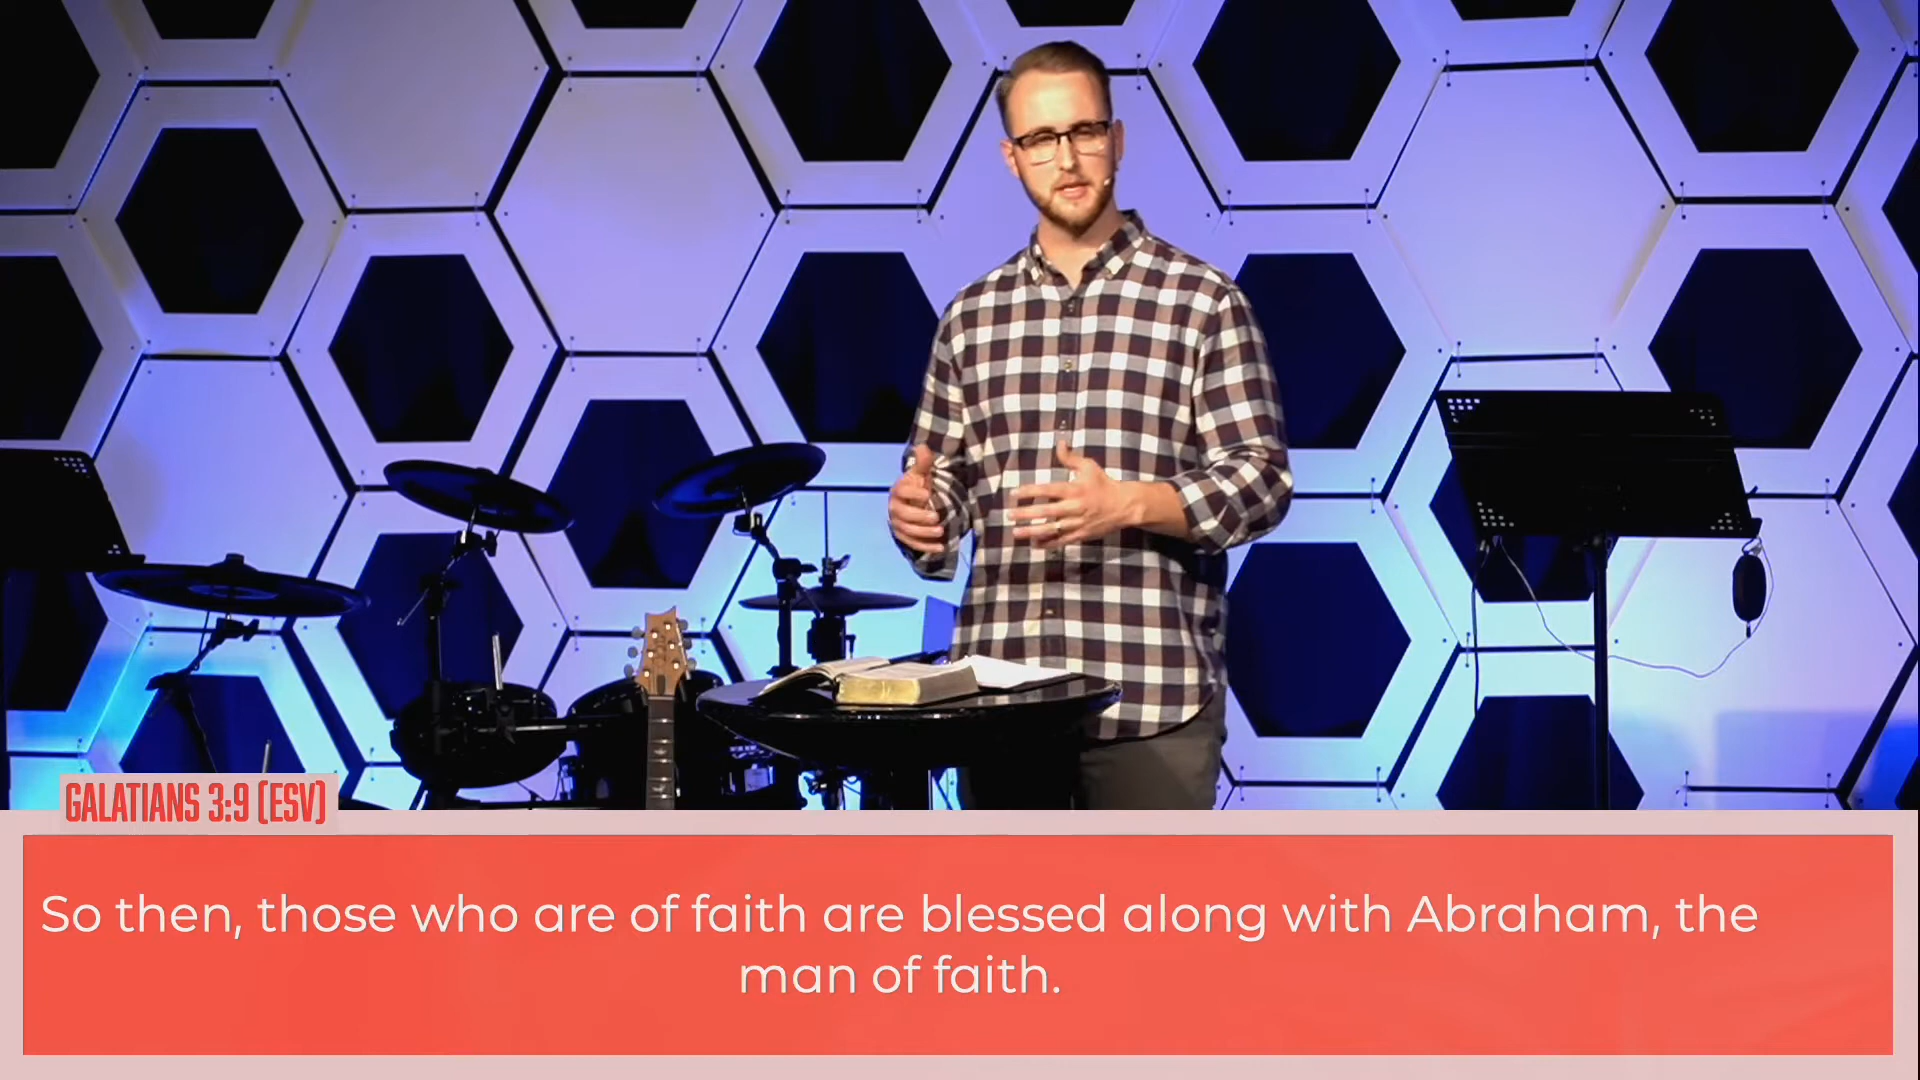 GALATIANS 3:9 (ESV)
So then, those who are of faith are blessed along with Abraham, the
man of faith.